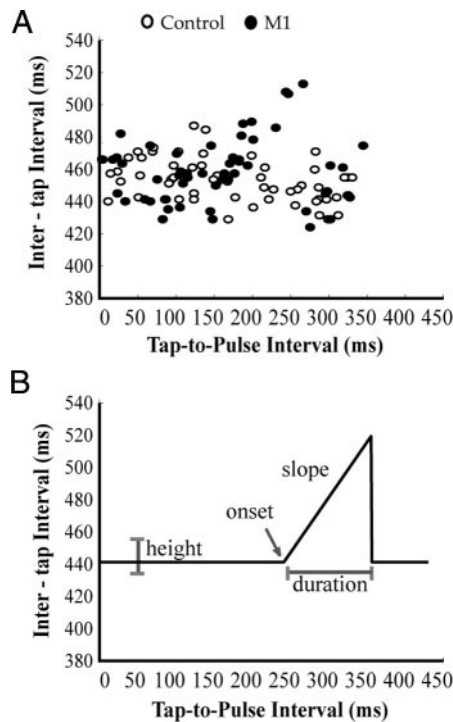 A
Control M1
Inter - tap Interval (ms)
540
520
500
480
460
440
420
400
380
0 50 100 150 200 250 300 350 400 450
Tap-to-Pulse Interval (ms)
B
Inter - tap Interval (ms)
540
520
500
480
460
440
420
400
380
slope
onset
height
duration
0 50 100 150 200 250 300 350 400 450
Tap-to-Pulse Interval (ms)